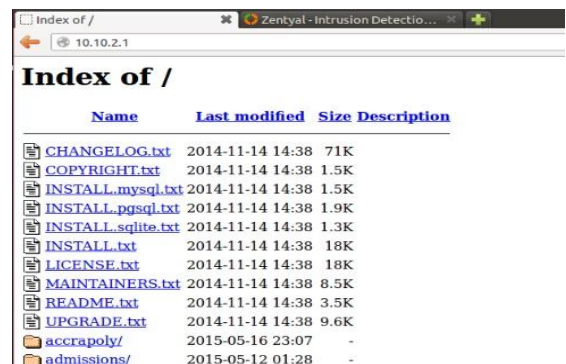 Index of /
Zentyal - Intrusion Detectio...
10.10.2.1
Index of /
Name Last modified Size Description
CHANGELOG.txt 2014-11-14 14:38 71K
COPYRIGHT.txt 2014-11-14 14:38 1.5K
INSTALL.mysql.txt 2014-11-14 14:38 1.5K
INSTALL.pgsql.txt 2014-11-14 14:38 1.9K
INSTALL.sqlite.txt 2014-11-14 14:38 1.3K
INSTALL.txt 2014-11-14 14:38 18K
LICENSE.txt 2014-11-14 14:38 18K
MAINTAINERS.txt 2014-11-14 14:38 8.5K
README.txt 2014-11-14 14:38 3.5K
UPGRADE.txt 2014-11-14 14:38 9.6K
accrapoly/ 2015-05-16 23:07 -
admissions/ 2015-05-12 01:28 -